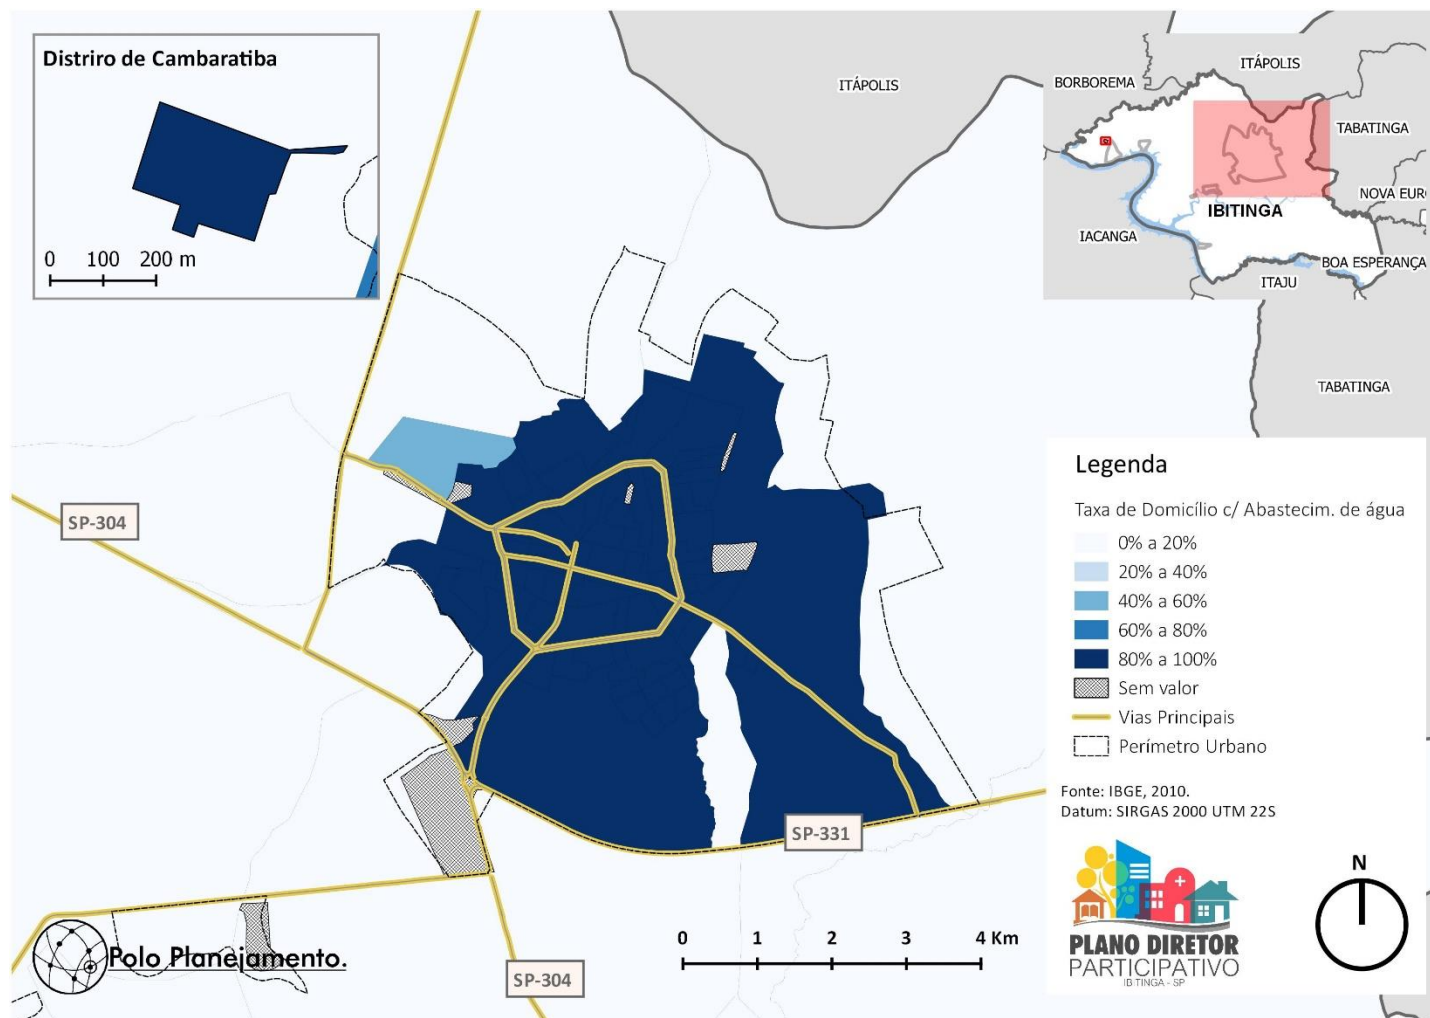 Distriro de Cambaratiba
0 100 200 m
ITÁPOLIS
ITÁPOLIS
BORBOREMA
TABATINGA
NOVA EUR
IBITINGA
IACANGA
BOA ESPERANÇA
ITAJU
TABATINGA
SP-304
SP-331
SP-304
Legenda
Taxa de Domicílio c/ Abastecim. de água
0% a 20%
20% a 40%
40% a 60%
60% a 80%
80% a 100%
Sem valor
Vias Principais
Perímetro Urbano
Fonte: IBGE, 2010.
Datum: SIRGAS 2000 UTM 22S
PLANO DIRETOR
PARTICIPATIVO
IBITINGA - SP
N
0 1 2 3 4 Km
Polo Planejamento.